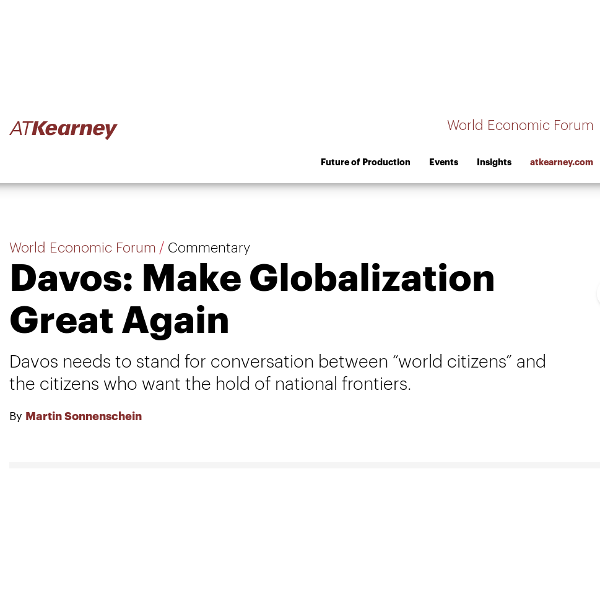 ATKearney
World Economic Forum
Future of Production Events Insights atkearney.com
World Economic Forum / Commentary
Davos: Make Globalization
Great Again
Davos needs to stand for conversation between “world citizens” and
the citizens who want the hold of national frontiers.
By Martin Sonnenschein